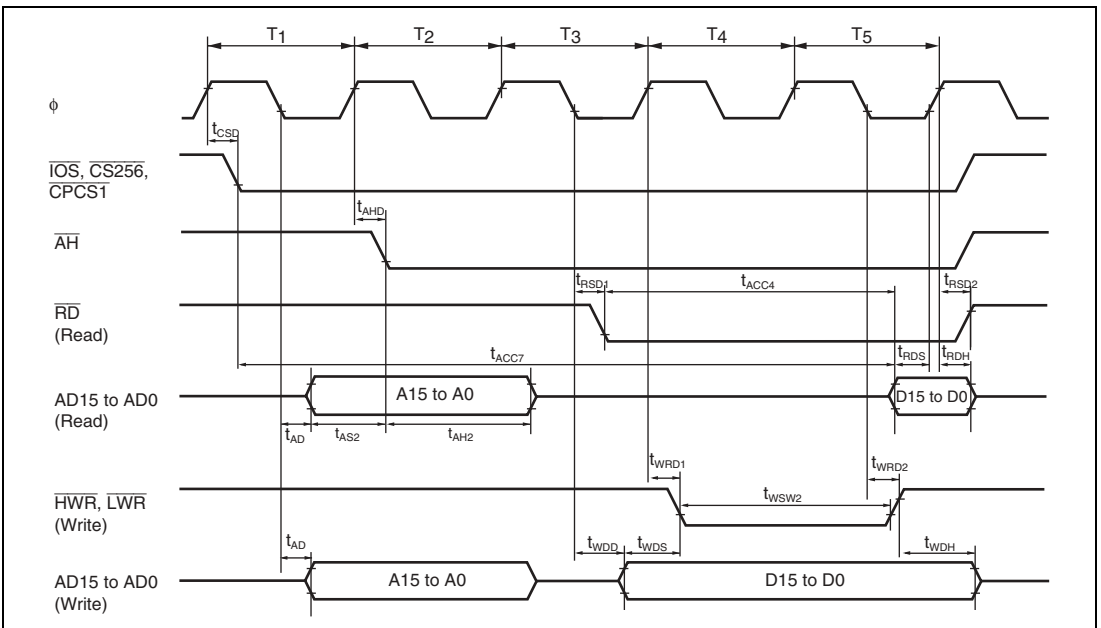 T1 T2 T3 T4 T5
φ
tCSD
IOS, CS256,
CPCS1
tAHD
AH
tRSD1 tACC4 tRSD2
RD
(Read)
tACC7 tRDS tRDH
AD15 to AD0
(Read)
A15 to A0 D15 to D0
tAD tAS2 tAH2
tWRD1 tWRD2
HWR, LWR
(Write)
tWSW2
tAD tWDD tWDS tWDH
AD15 to AD0
(Write)
A15 to A0 D15 to D0